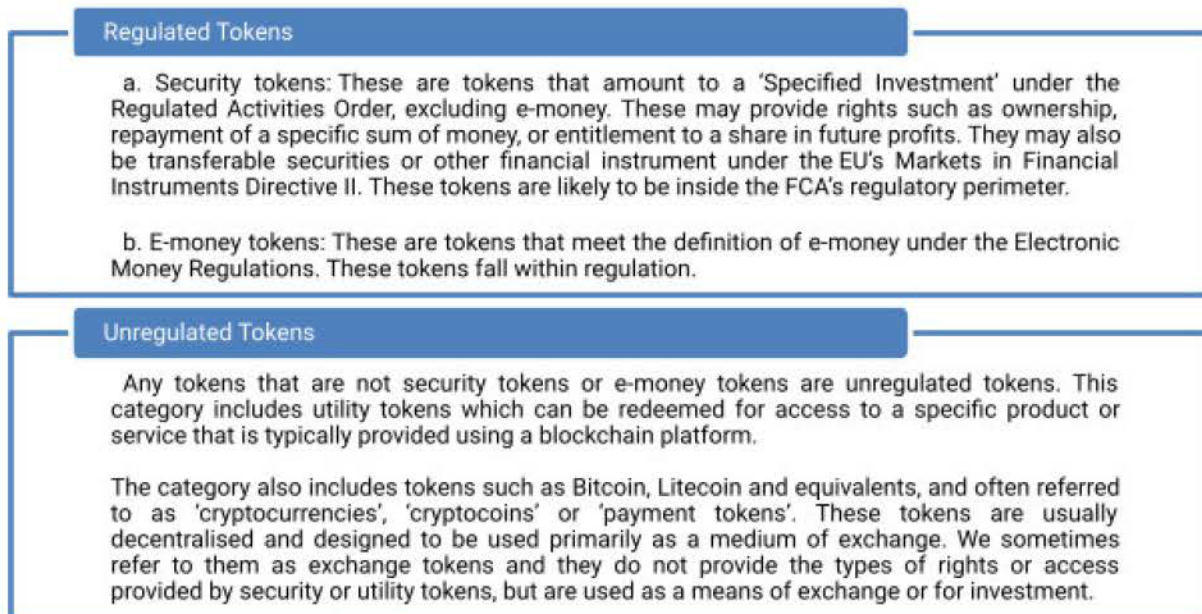 Regulated Tokens
a. Security tokens: These are tokens that amount to a ‘Specified Investment’ under the
Regulated Activities Order, excluding e-money. These may provide rights such as ownership,
repayment of a specific sum of money, or entitlement to a share in future profits. They may also
be transferable securities or other financial instrument under the EU’s Markets in Financial
Instruments Directive II. These tokens are likely to be inside the FCA’s regulatory perimeter.
b. E-money tokens: These are tokens that meet the definition of e-money under the Electronic
Money Regulations. These tokens fall within regulation.
Unregulated Tokens
Any tokens that are not security tokens or e-money tokens are unregulated tokens. This
category includes utility tokens which can be redeemed for access to a specific product or
service that is typically provided using a blockchain platform.
The category also includes tokens such as Bitcoin, Litecoin and equivalents, and often referred
to as ‘cryptocurrencies’, ‘cryptocoins’ or ‘payment tokens’. These tokens are usually
decentralised and designed to be used primarily as a medium of exchange. We sometimes
refer to them as exchange tokens and they do not provide the types of rights or access
provided by security or utility tokens, but are used as a means of exchange or for investment.